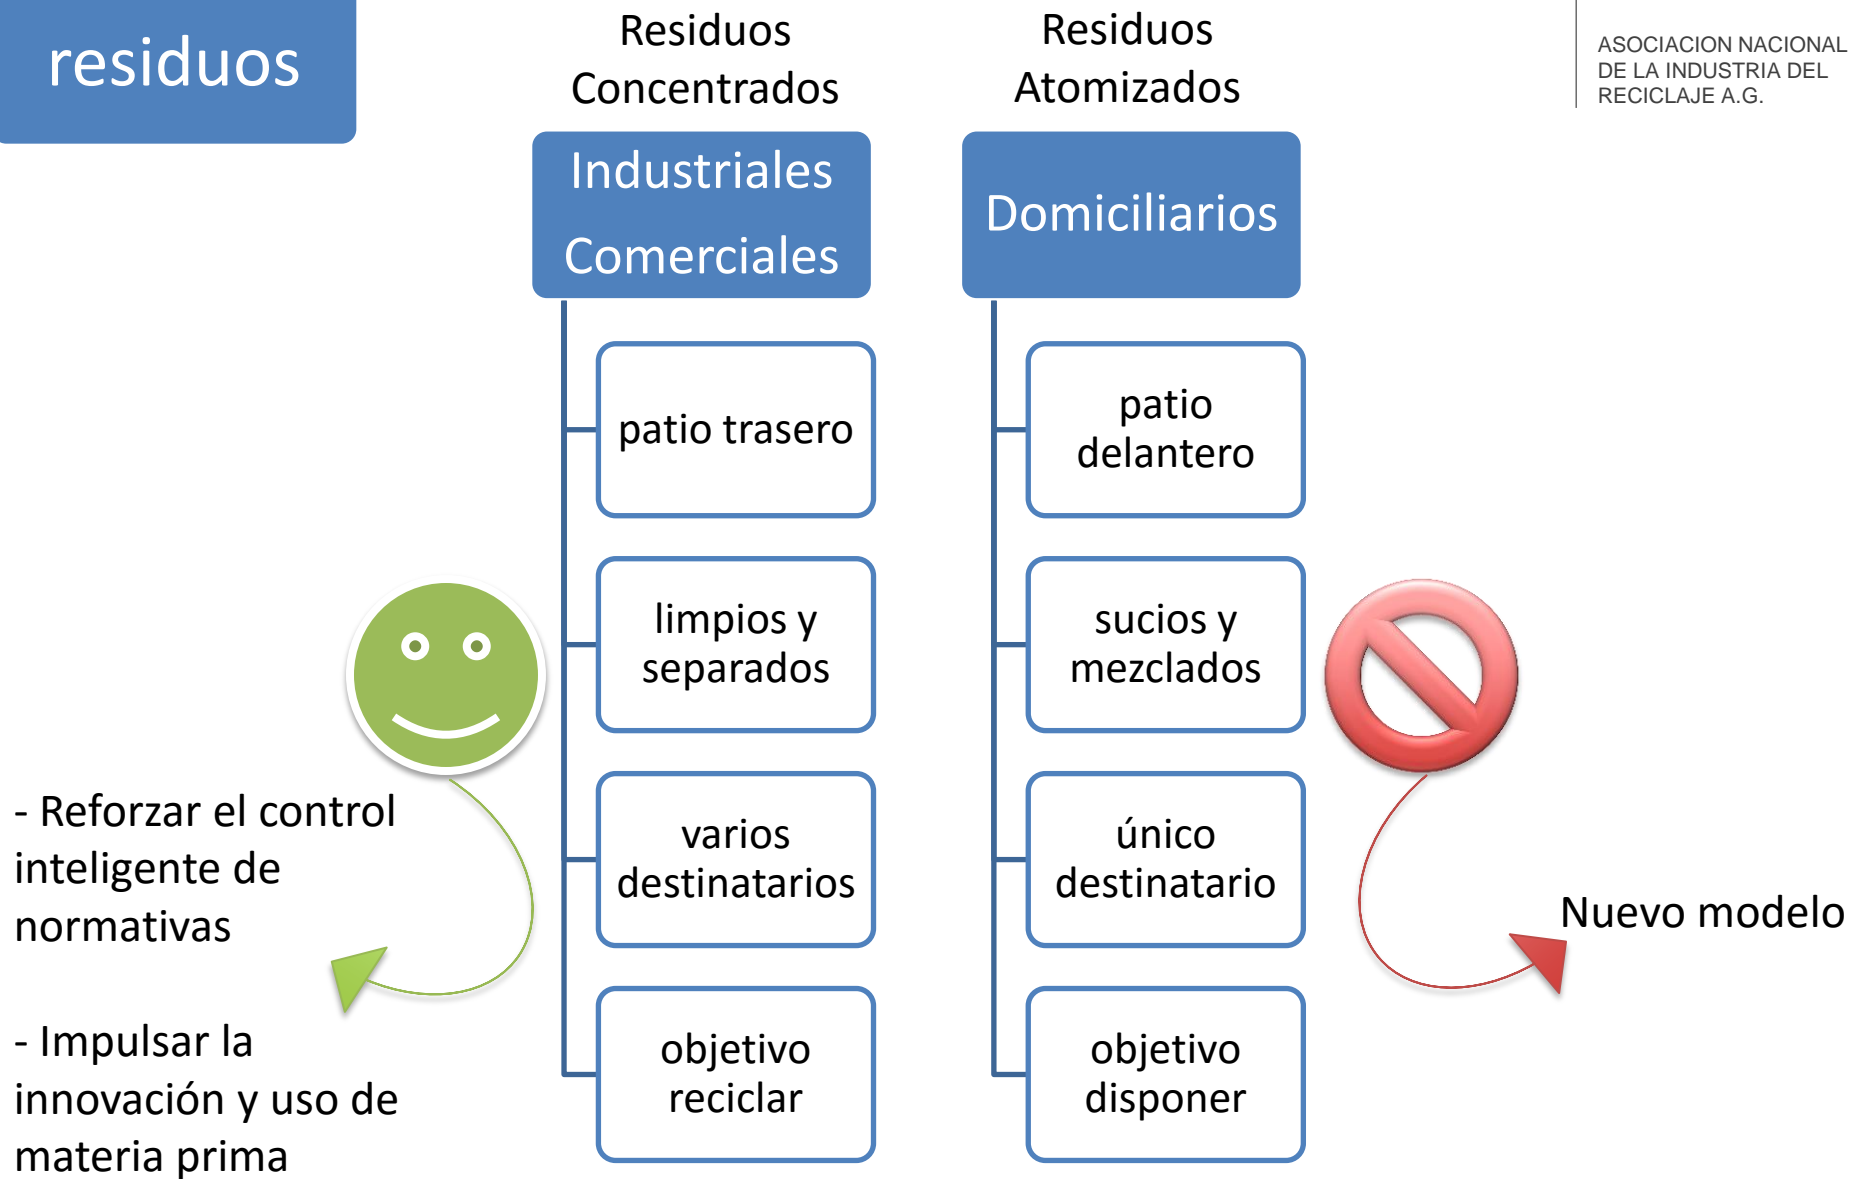 residuos
Residuos
Concentrados
Residuos
Atomizados
ASOCIACION NACIONAL
DE LA INDUSTRIA DEL
RECICLAJE A.G.
Industriales
Comerciales
patio trasero
limpios y
separados
varios
destinatarios
objetivo
reciclar
Domiciliarios
patio
delantero
sucios y
mezclados
único
destinatario
objetivo
disponer
- Reforzar el control
inteligente de
normativas
- Impulsar la
innovación y uso de
materia prima
Nuevo modelo